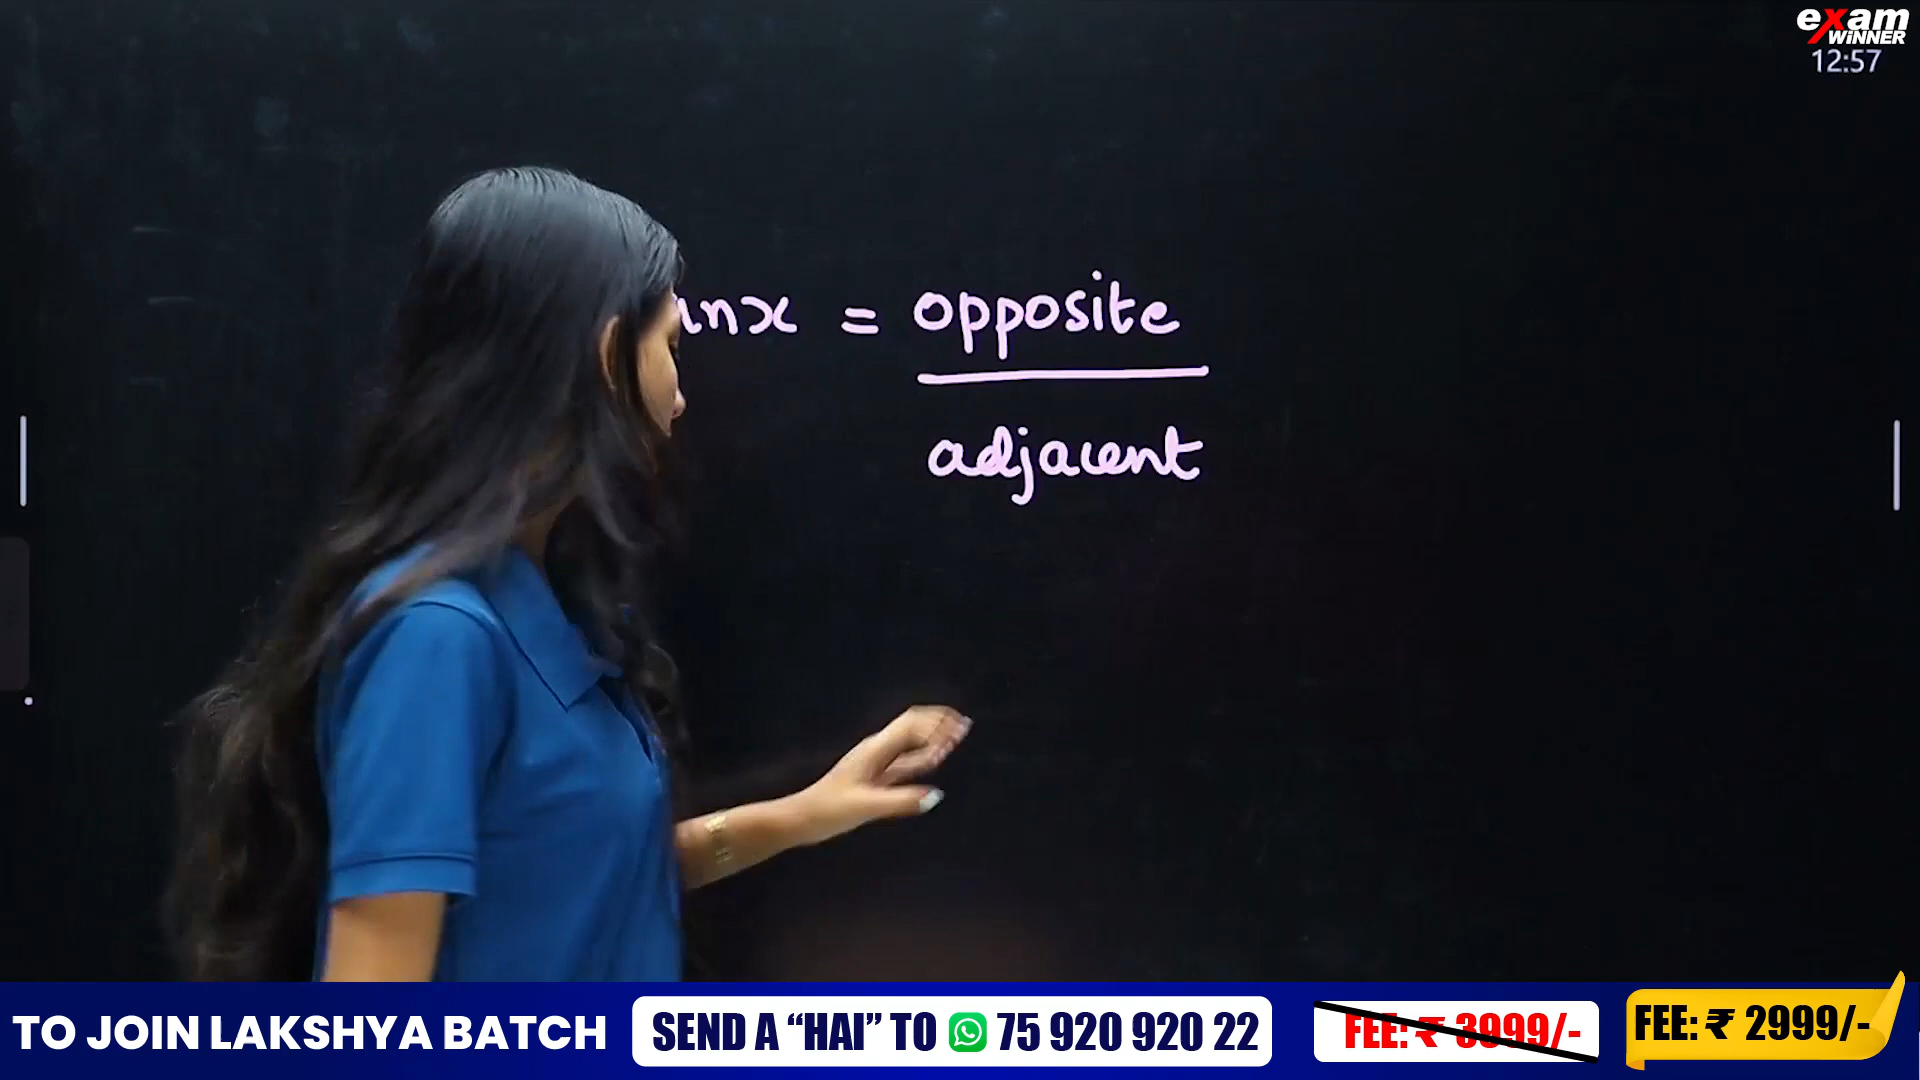 exam
WINNER
12:57
anx = opposite
adjacent
TO JOIN LAKSHYA BATCH
SEND A “HAI” TO 75 920 920 22
FEE: ₹ 3999/-
FEE: ₹ 2999/-